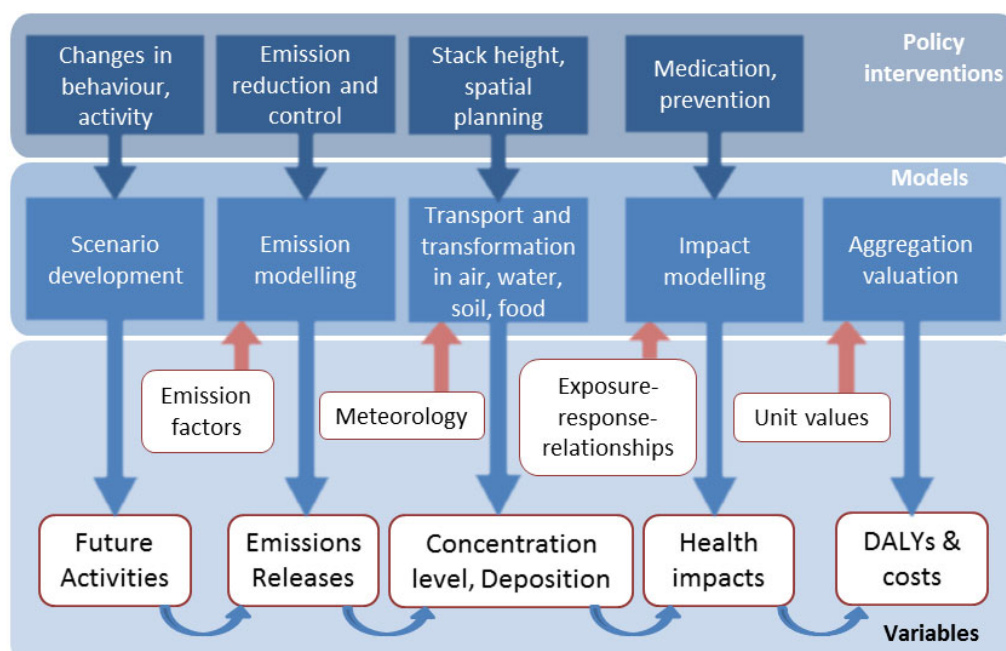 Changes in
behaviour,
activity
Emission
reduction and
control
Stack height,
spatial
planning
Medication,
prevention
Policy
interventions
Models
Scenario
development
Emission
modelling
Transport and
transformation
in air, water,
soil, food
Impact
modelling
Aggregation
valuation
Emission
factors
Meteorology
Exposure-
response-
relationships
Unit values
Future
Activities
Emissions
Releases
Concentration
level, Deposition
Health
impacts
DALYs &
costs
Variables